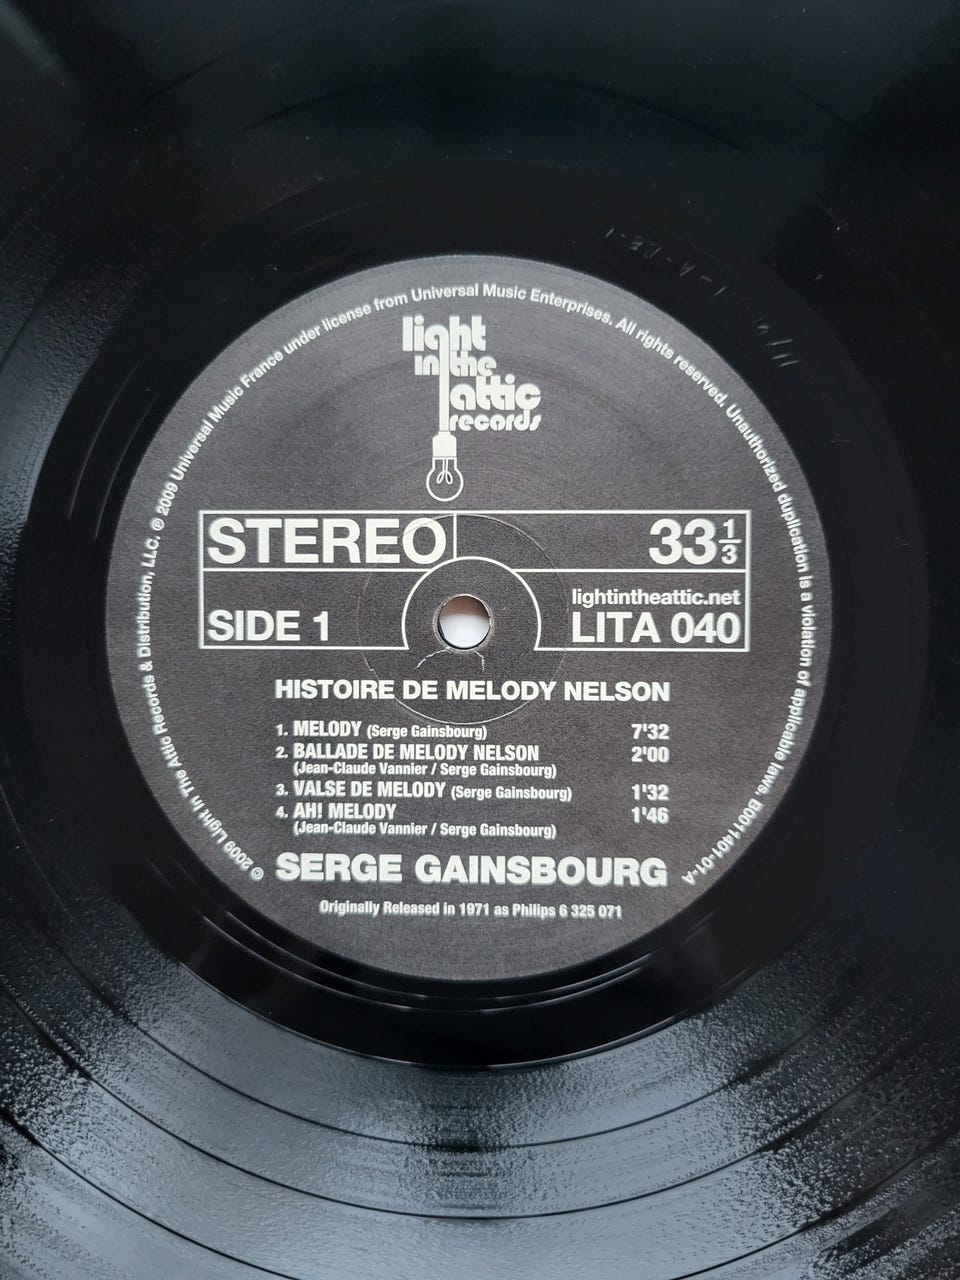 © 2009 Light In The Attic Records & Distribution, LLC. ℗ 2009 Universal Music France under license from Universal Music Enterprises. All rights reserved. Unauthorized duplication is a violation of applicable laws. B0011401-01-A
light
in the
attic
records
STEREO
33 1/3
SIDE 1
lightintheattic.net
LITA 040
HISTOIRE DE MELODY NELSON
1. MELODY (Serge Gainsbourg) 7'32
2. BALLADE DE MELODY NELSON 2'00
(Jean-Claude Vannier / Serge Gainsbourg)
3. VALSE DE MELODY (Serge Gainsbourg) 1'32
4. AH! MELODY 1'46
(Jean-Claude Vannier / Serge Gainsbourg)
SERGE GAINSBOURG
Originally Released in 1971 as Philips 6 325 071